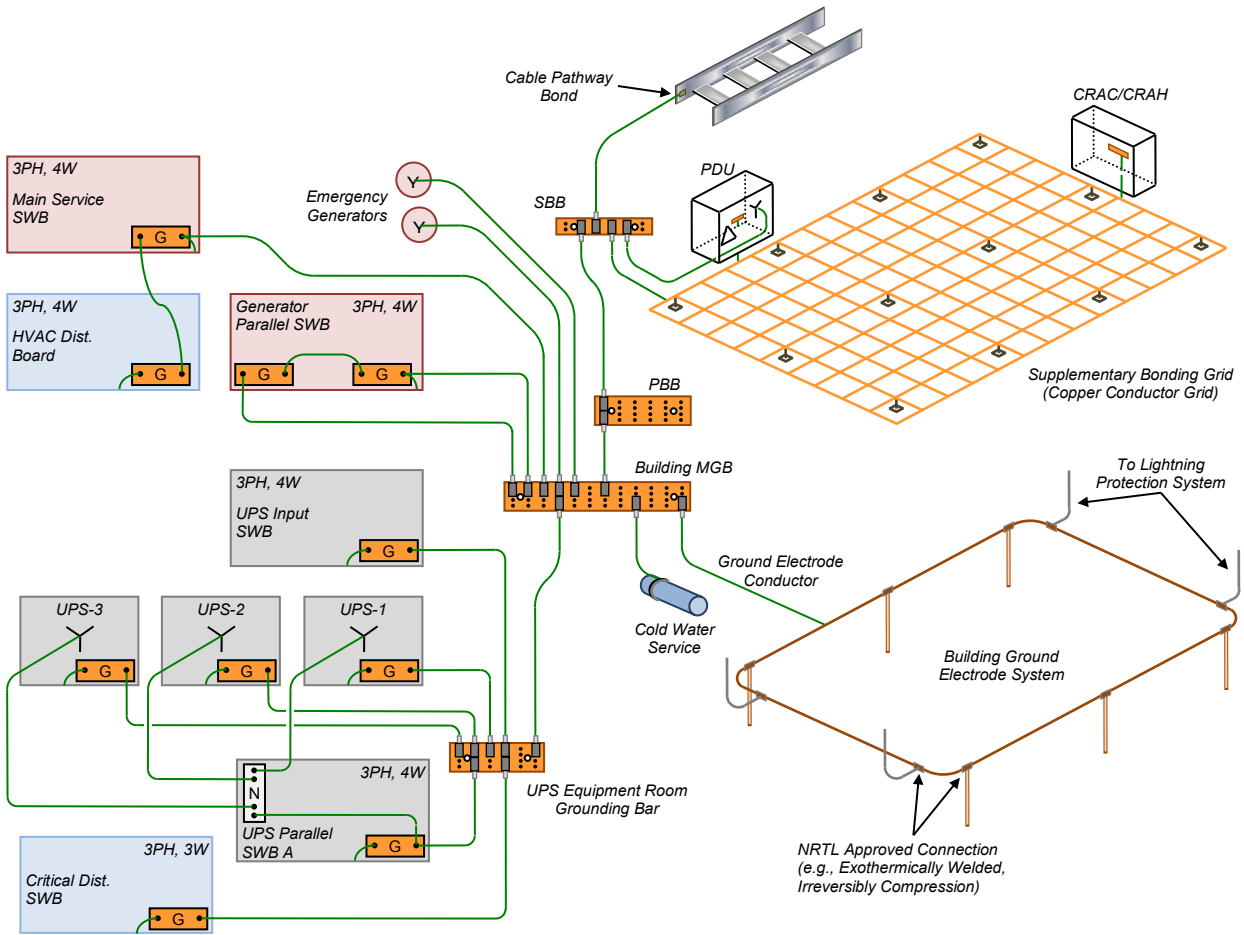 Cable Pathway
Bond
CRAC/CRAH
3PH, 4W
Main Service
SWB
G
Emergency
Generators
Y
Y
SBB
PDU
Y
3PH, 4W
HVAC Dist.
Board
G
Generator
Parallel SWB
3PH, 4W
G
G
PBB
Supplementary Bonding Grid
(Copper Conductor Grid)
Building MGB
To Lightning
Protection System
3PH, 4W
UPS Input
SWB
G
Ground Electrode
Conductor
Cold Water
Service
UPS-3
G
UPS-2
G
UPS-1
G
Building Ground
Electrode System
UPS Equipment Room
Grounding Bar
3PH, 4W
N
UPS Parallel
SWB A
G
3PH, 3W
Critical Dist.
SWB
G
NRTL Approved Connection
(e.g., Exothermically Welded,
Irreversibly Compression)